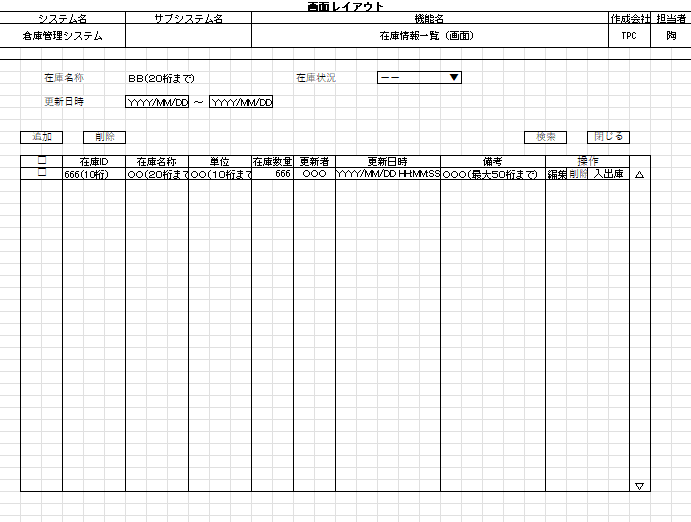 画面レイアウト
システム名 サブシステム名 機能名 作成会社 担当者
倉庫管理システム 在庫情報一覧（画面） TPC 陶
在庫名称 BB(20桁まで) 在庫状況 ーー ▼
更新日時 YYYY/MM/DD ～ YYYY/MM/DD
追加 削除 検索 閉じる
□ 在庫ID 在庫名称 単位 在庫数量 更新者 更新日時 備考 操作
□ 666(10桁) ○○(20桁まで ○○(10桁まで 666 ○○○ YYYY/MM/DD HH:MM:SS ○○○(最大50桁まで) 編集 削除 入出庫 △
▽